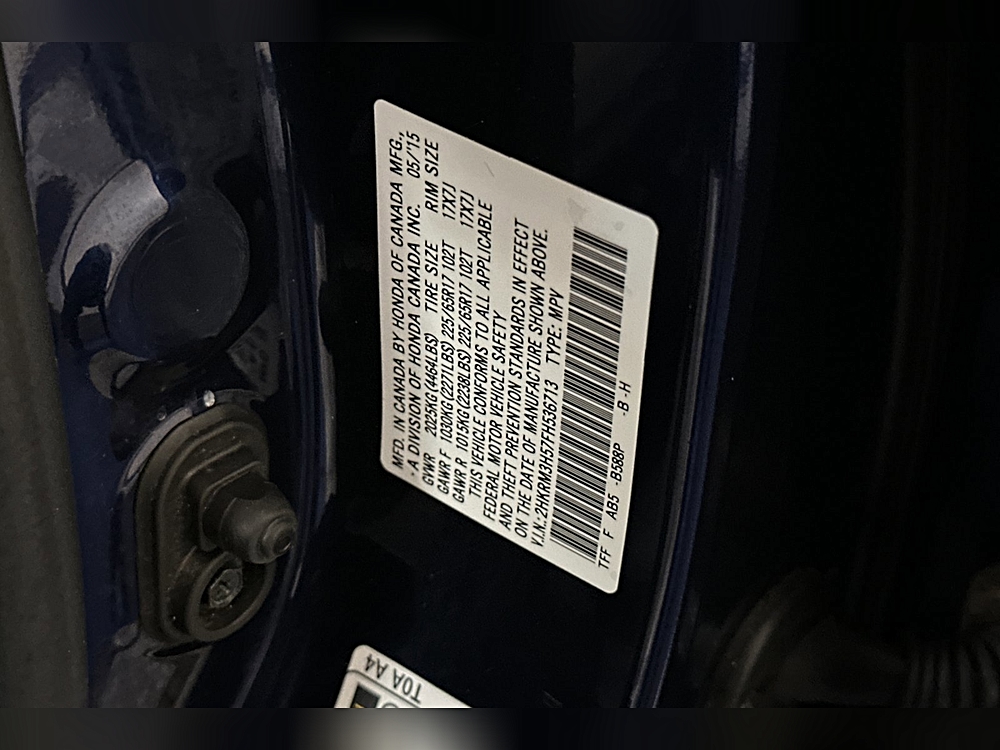 MFD. IN CANADA BY HONDA OF CANADA MFG.,
A DIVISION OF HONDA CANADA INC. 05/'15
GVWR 2025KG(4464LBS) TIRE SIZE RIM SIZE
GAWR F 1030KG(2271LBS) 225/65R17 102T 17X7J
GAWR R 1015KG(2238LBS) 225/65R17 102T 17X7J
THIS VEHICLE CONFORMS TO ALL APPLICABLE
FEDERAL MOTOR VEHICLE SAFETY
AND THEFT PREVENTION STANDARDS IN EFFECT
ON THE DATE OF MANUFACTURE SHOWN ABOVE.
V.I.N.:2HKRM3H57FH536713 TYPE: MPV
TFF F AB5 -B588P -B -H
T0A A4